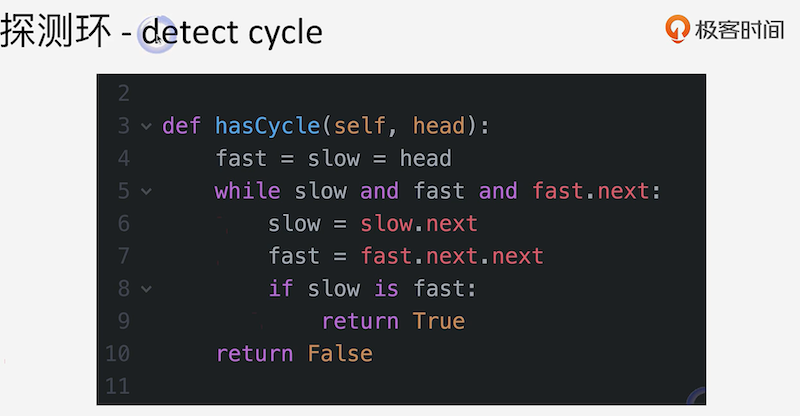 探测环 - detect cycle
极客时间
2
3 def hasCycle(self, head):
4     fast = slow = head
5     while slow and fast and fast.next:
6         slow = slow.next
7         fast = fast.next.next
8         if slow is fast:
9             return True
10     return False
11